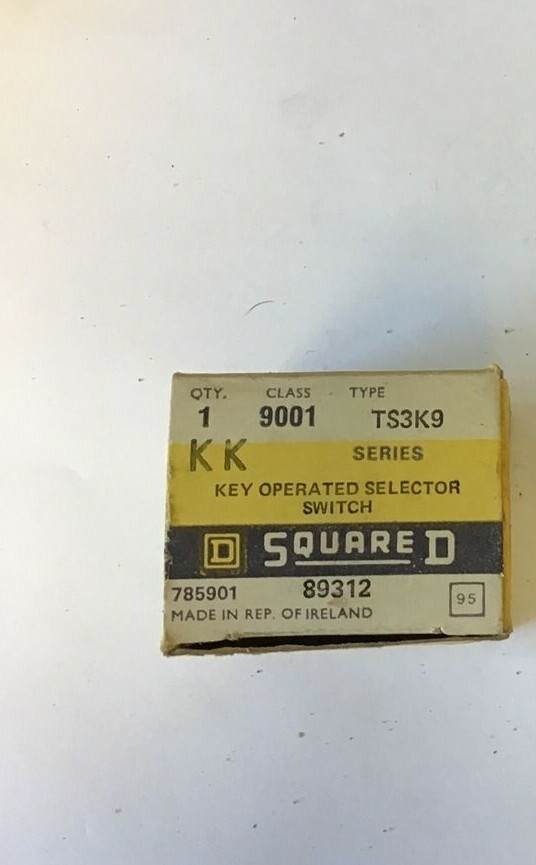 QTY. CLASS TYPE
1 9001 TS3K9
KK SERIES
KEY OPERATED SELECTOR
SWITCH
D SQUARE D
785901 89312
MADE IN REP. OF IRELAND 95